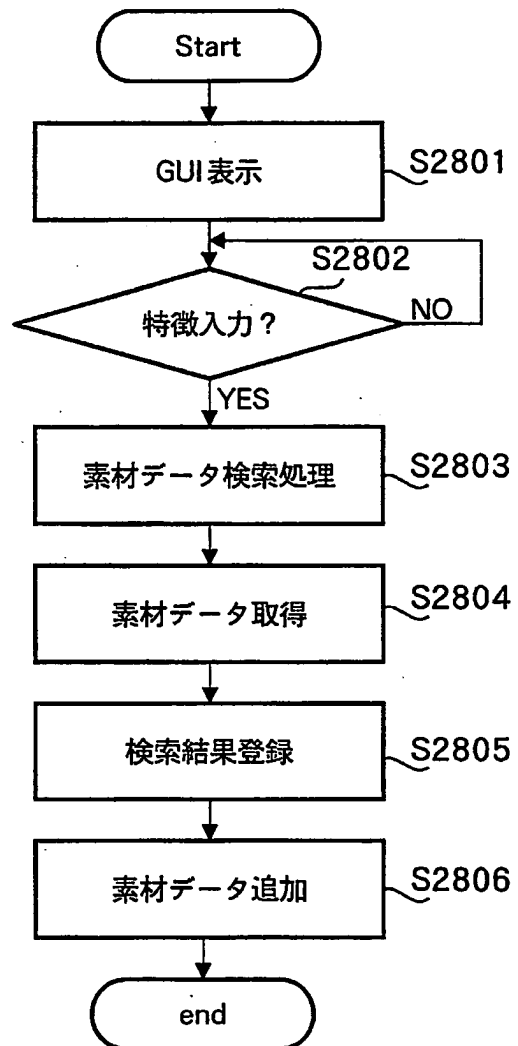 Start
GUI表示
S2801
S2802
特徴入力？
NO
YES
素材データ検索処理
S2803
素材データ取得
S2804
検索結果登録
S2805
素材データ追加
S2806
end